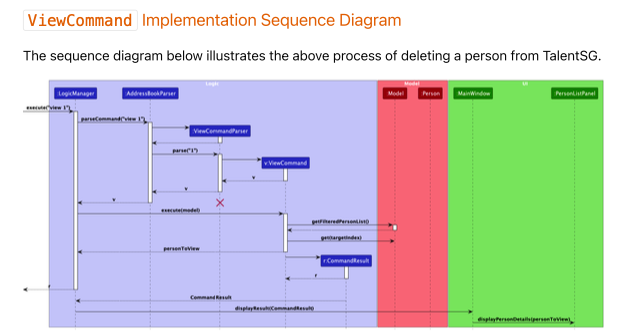 ViewCommand Implementation Sequence Diagram
The sequence diagram below illustrates the above process of deleting a person from TalentSG.
Logic
Model
UI
:LogicManager
:AddressBookParser
Model
Person
MainWindow
:PersonListPanel
execute("view 1")
parseCommand("view 1")
:ViewCommandParser
parse("1")
v:ViewCommand
v
v
v
execute(model)
getFilteredPersonList()
get(targetIndex)
personToView
r:CommandResult
r
r
CommandResult
displayResult(CommandResult)
displayPersonDetails(personToView)